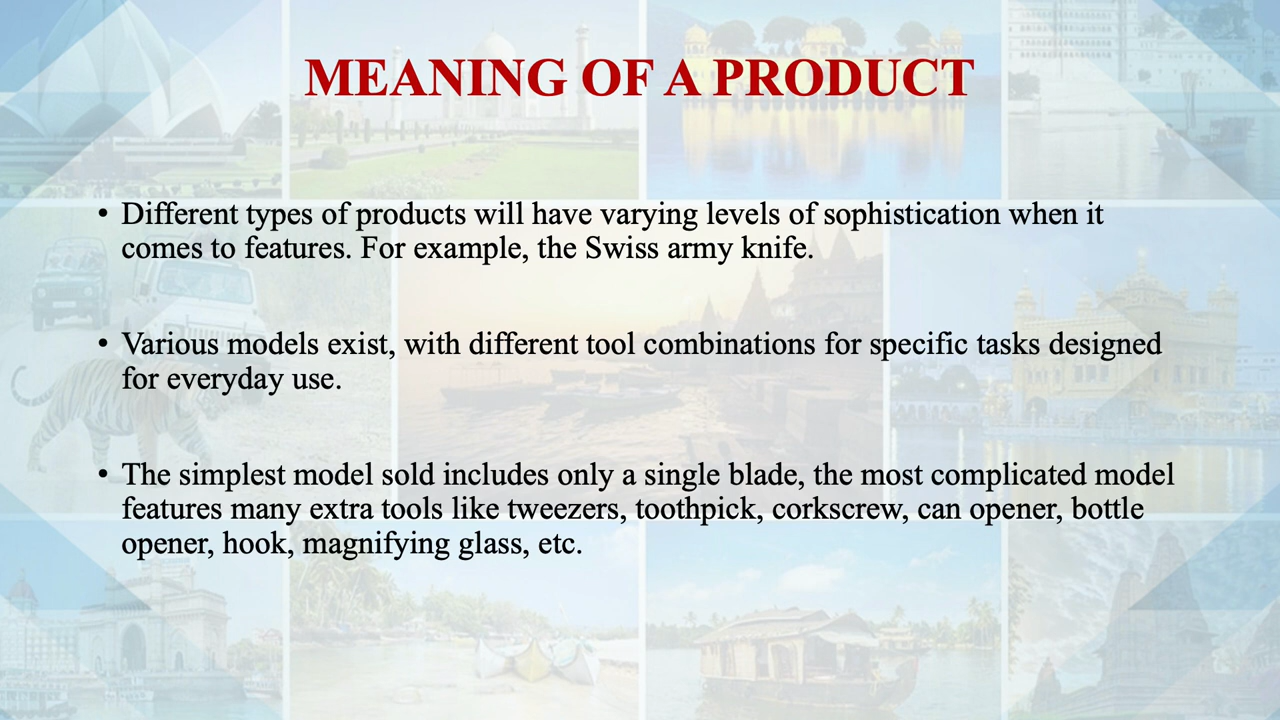 MEANING OF A PRODUCT
• Different types of products will have varying levels of sophistication when it
comes to features. For example, the Swiss army knife.
• Various models exist, with different tool combinations for specific tasks designed
for everyday use.
• The simplest model sold includes only a single blade, the most complicated model
features many extra tools like tweezers, toothpick, corkscrew, can opener, bottle
opener, hook, magnifying glass, etc.